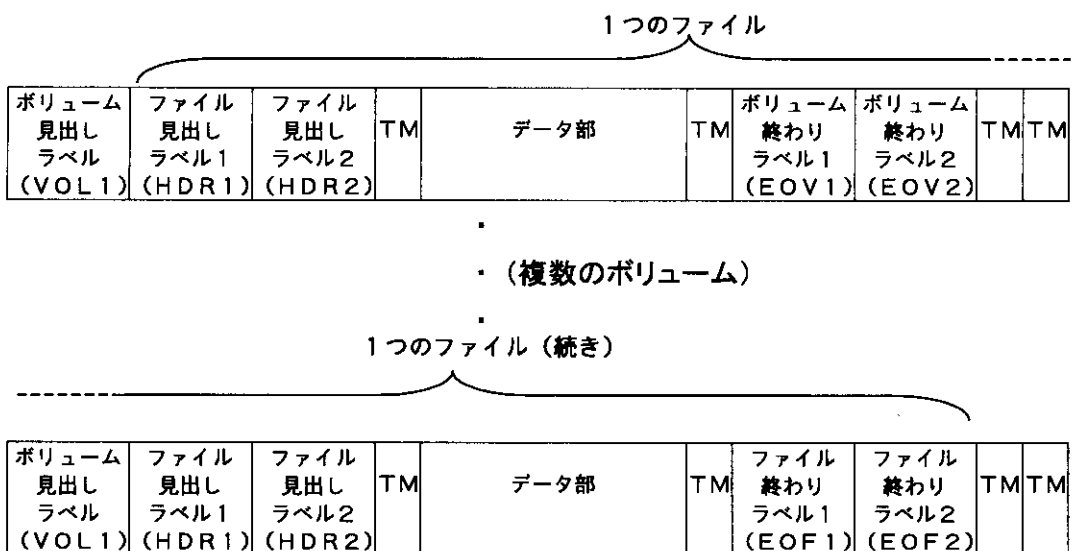 1つのファイル
ボリューム ファイル ファイル ボリューム ボリューム
見出し 見出し 見出し TM データ部 TM 終わり 終わり TM TM
ラベル ラベル1 ラベル2 ラベル1 ラベル2
(VOL1) (HDR1) (HDR2) (EOV1) (EOV2)
・
・(複数のボリューム)
・
1つのファイル(続き)
ボリューム ファイル ファイル ファイル ファイル
見出し 見出し 見出し TM データ部 TM 終わり 終わり TM TM
ラベル ラベル1 ラベル2 ラベル1 ラベル2
(VOL1) (HDR1) (HDR2) (EOF1) (EOF2)